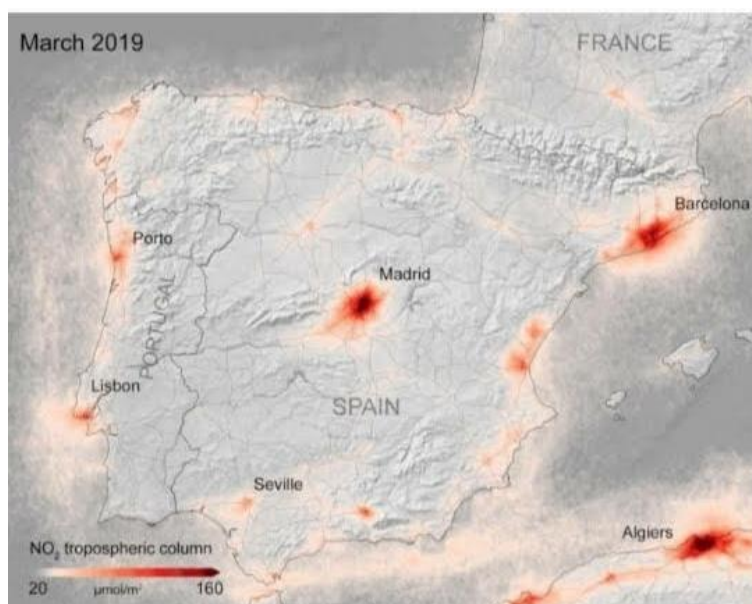 March 2019
FRANCE
Barcelona
Porto
Madrid
PORTUGAL
Lisbon
SPAIN
Seville
Algiers
NO₂ tropospheric column
20 µmol/m² 160